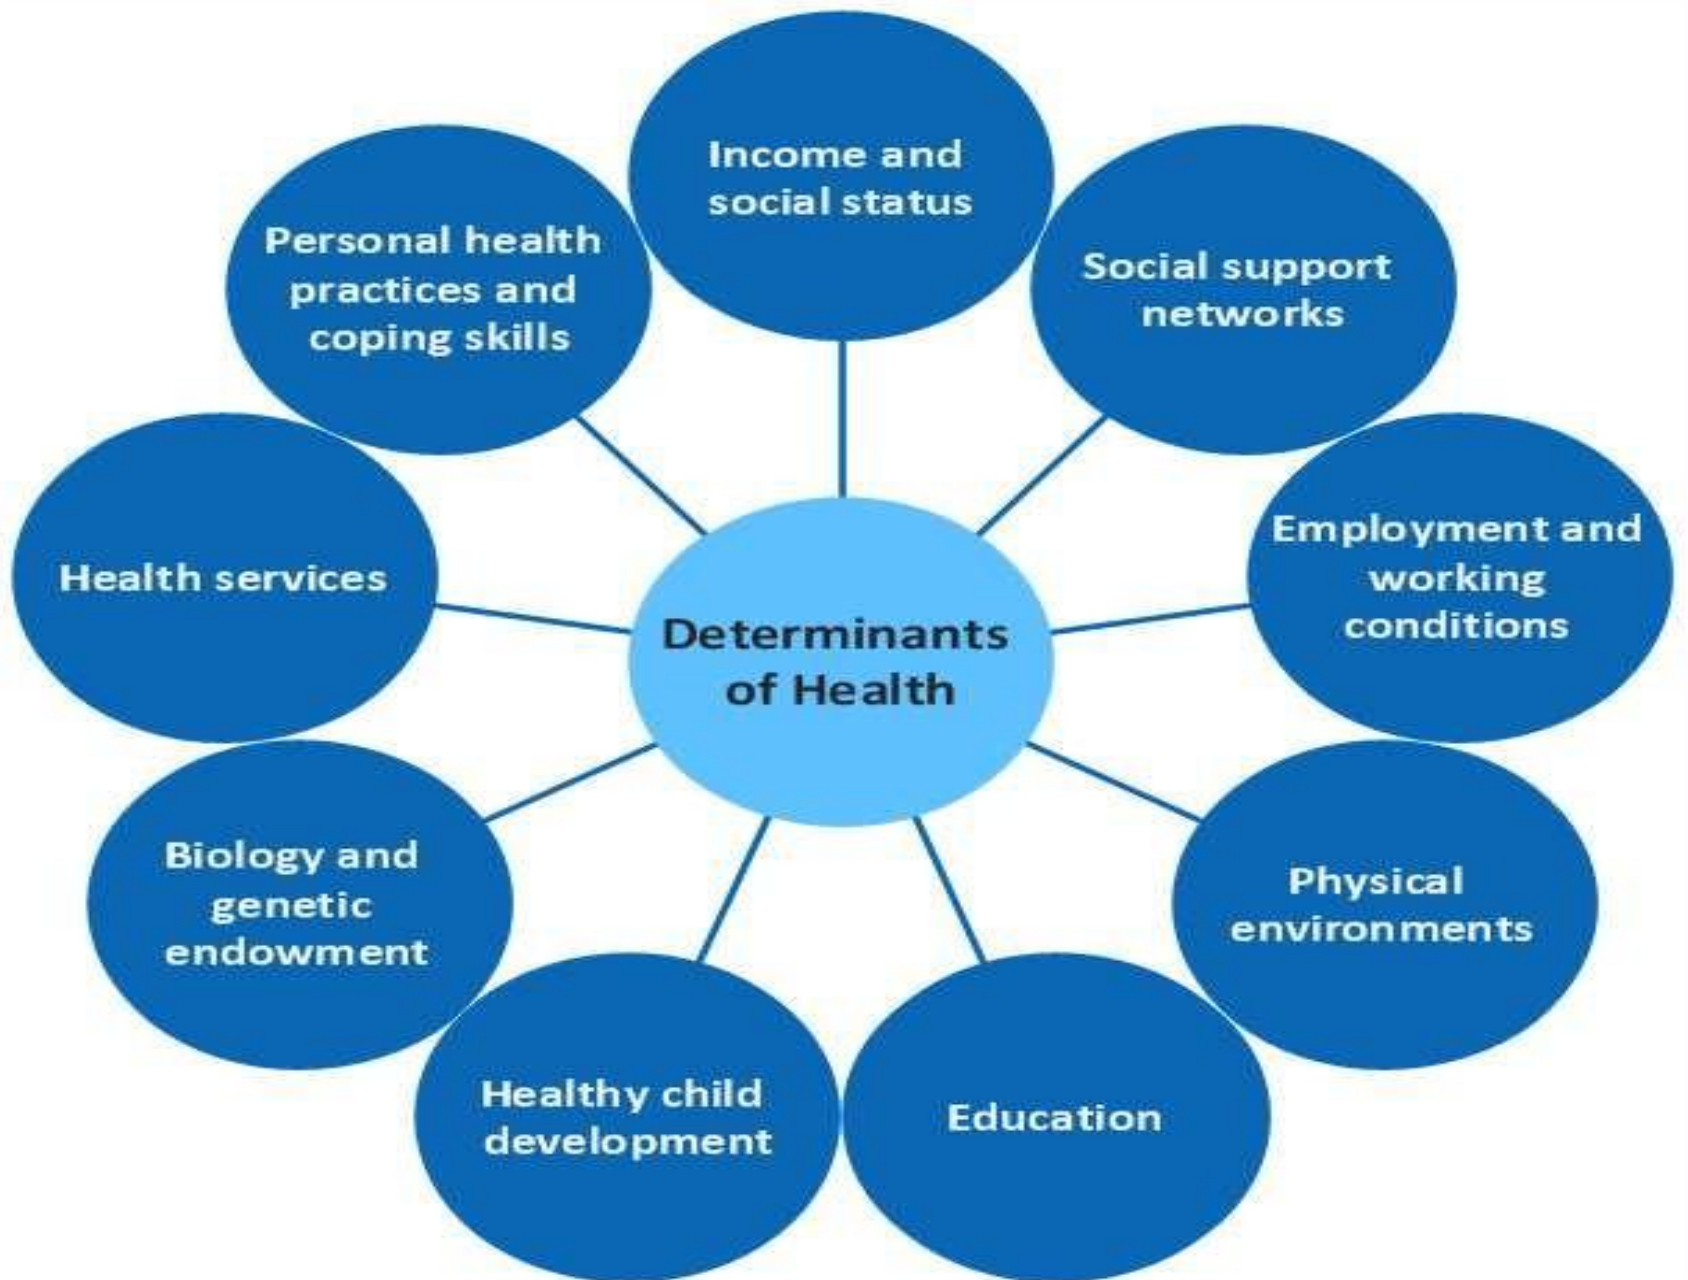 Income and
social status
Social support
networks
Employment and
working
conditions
Physical
environments
Education
Healthy child
development
Biology and
genetic
endowment
Health services
Personal health
practices and
coping skills
Determinants
of Health